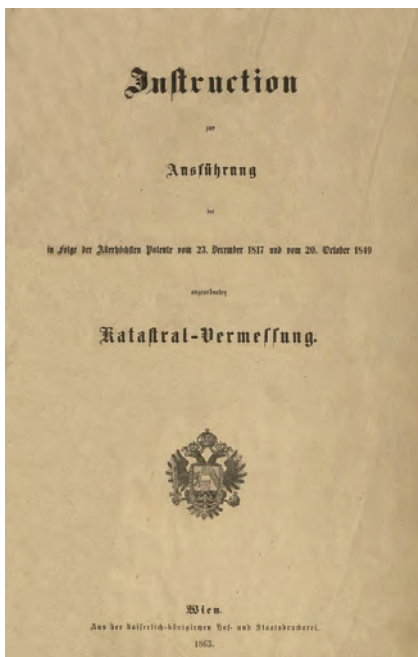 Instruction
zur
Ausführung
der
in Folge der Allerhöchsten Patente vom 23. December 1817 und vom 20. October 1849
angeordneten
Katastral-Vermessung.
Wien.
Aus der kaiserlich-königlichen Hof- und Staatsdruckerei.
1865.